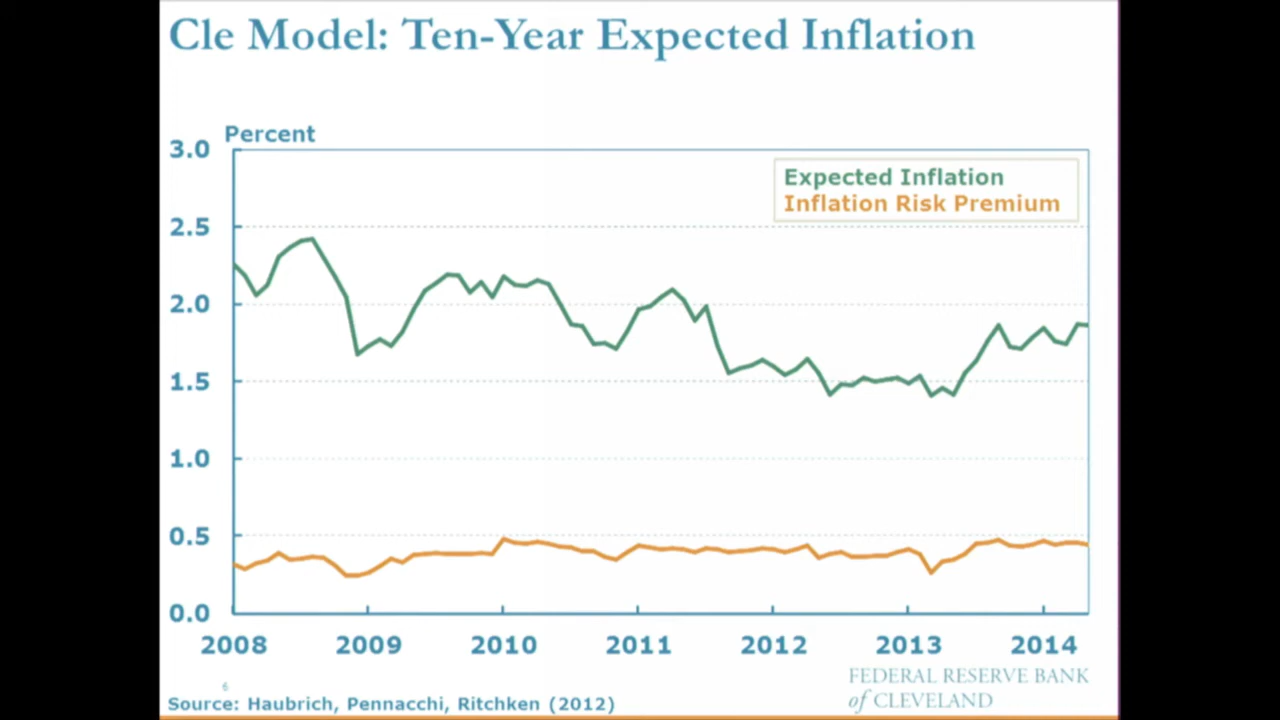 Cle Model: Ten-Year Expected Inflation
Percent
3.0
Expected Inflation
Inflation Risk Premium
2.5
2.0
1.5
1.0
0.5
0.0
2008 2009 2010 2011 2012 2013 2014
6
FEDERAL RESERVE BANK
of CLEVELAND
Source: Haubrich, Pennacchi, Ritchken (2012)